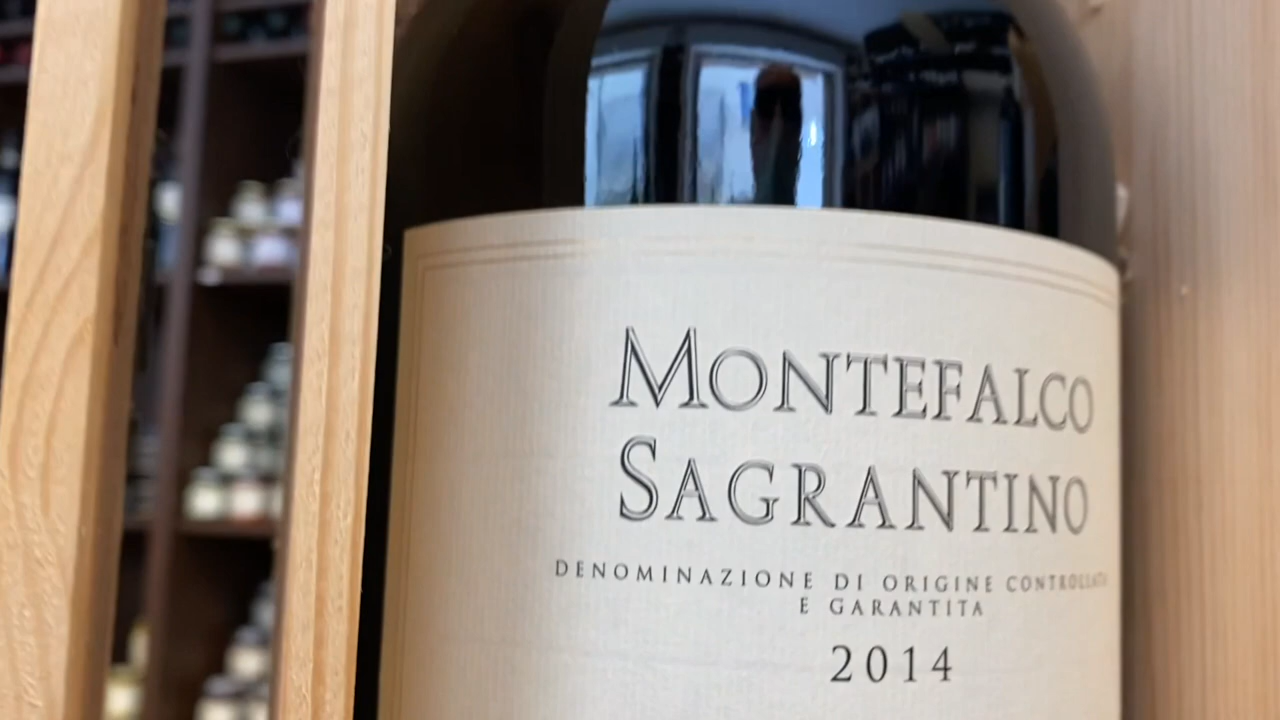 MONTEFALCO
SAGRANTINO
DENOMINAZIONE DI ORIGINE CONTROLLATA
E GARANTITA
2014